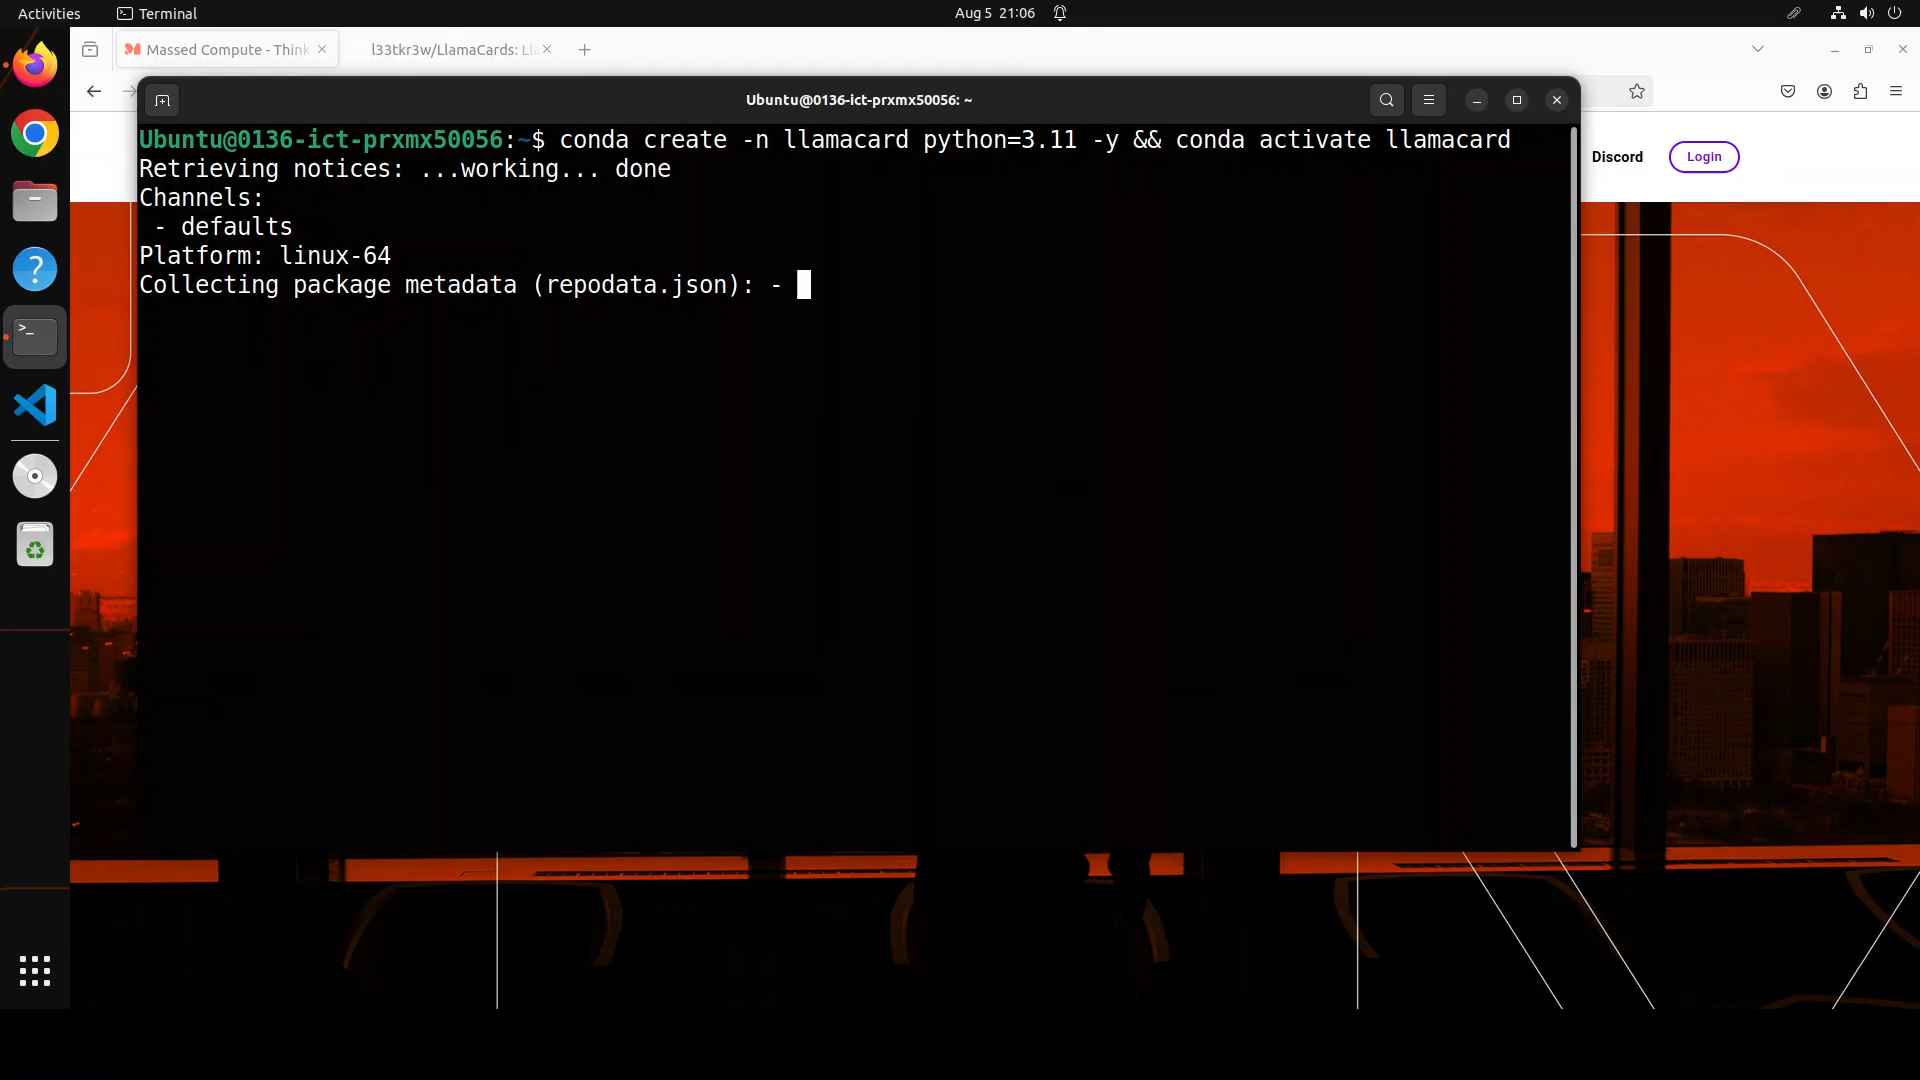 Activities
Terminal
Aug 5 21:06
Massed Compute - Think
l33tkr3w/LlamaCards: Ll
Ubuntu@0136-ict-prxmx50056: ~
Ubuntu@0136-ict-prxmx50056:~$ conda create -n llamacard python=3.11 -y && conda activate llamacard
Retrieving notices: ...working... done
Channels:
- defaults
Platform: linux-64
Collecting package metadata (repodata.json): -
Discord
Login